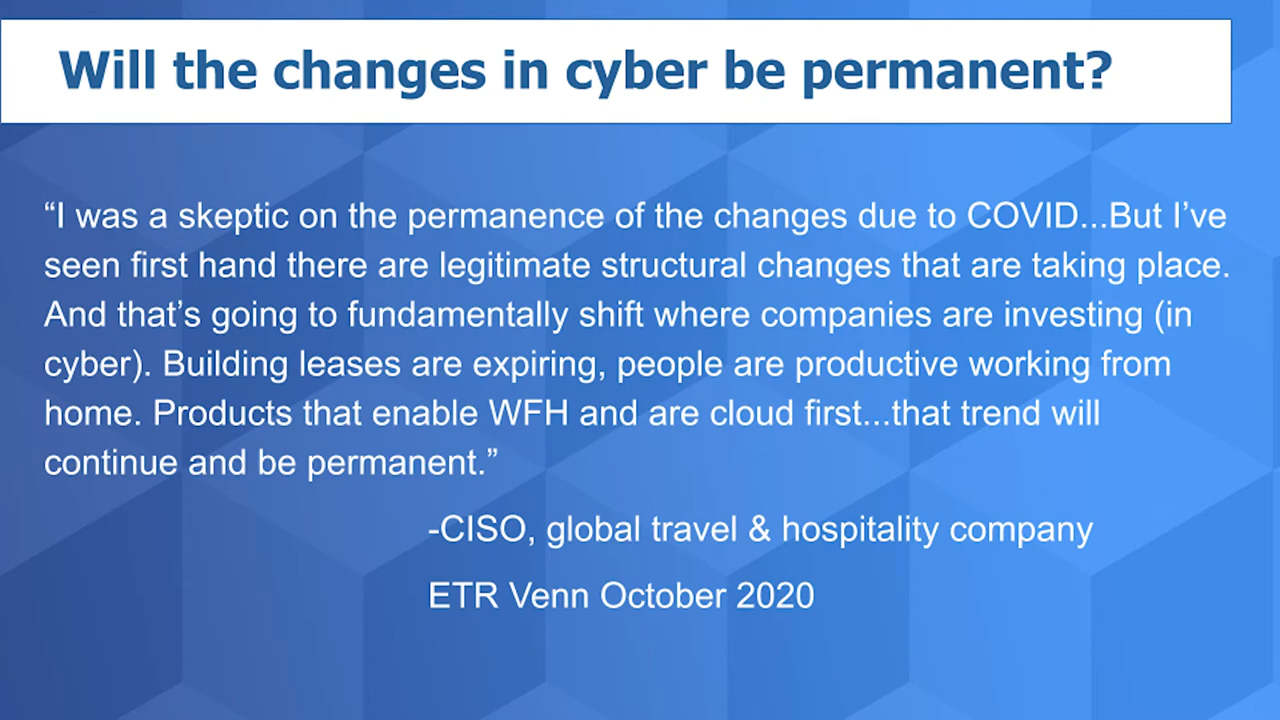 Will the changes in cyber be permanent?
“I was a skeptic on the permanence of the changes due to COVID...But I’ve
seen first hand there are legitimate structural changes that are taking place.
And that’s going to fundamentally shift where companies are investing (in
cyber). Building leases are expiring, people are productive working from
home. Products that enable WFH and are cloud first...that trend will
continue and be permanent.”
-CISO, global travel & hospitality company
ETR Venn October 2020